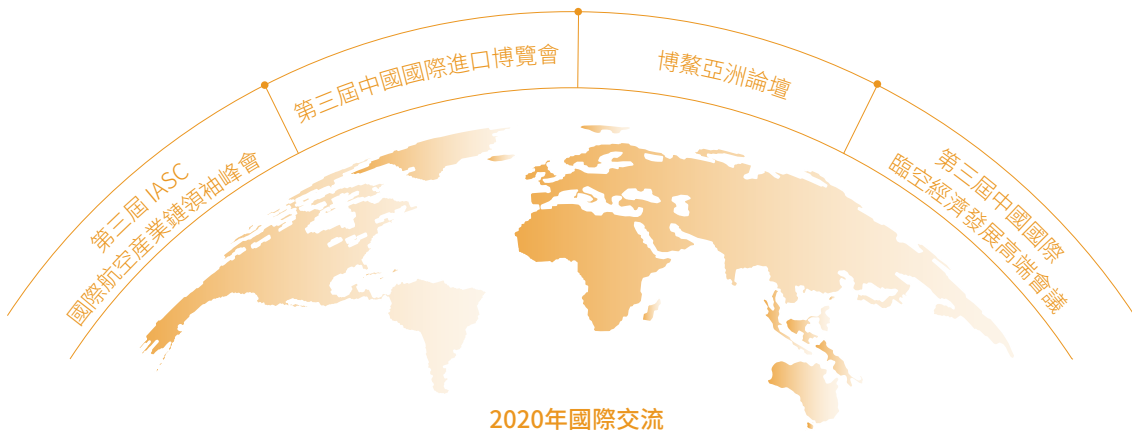 第三屆 IASC
國際航空産業鏈領袖峰會
第三屆中國國際進口博覽會
博鰲亞洲論壇
第三屆中國國際
臨空經濟發展高端會議
2020年國際交流